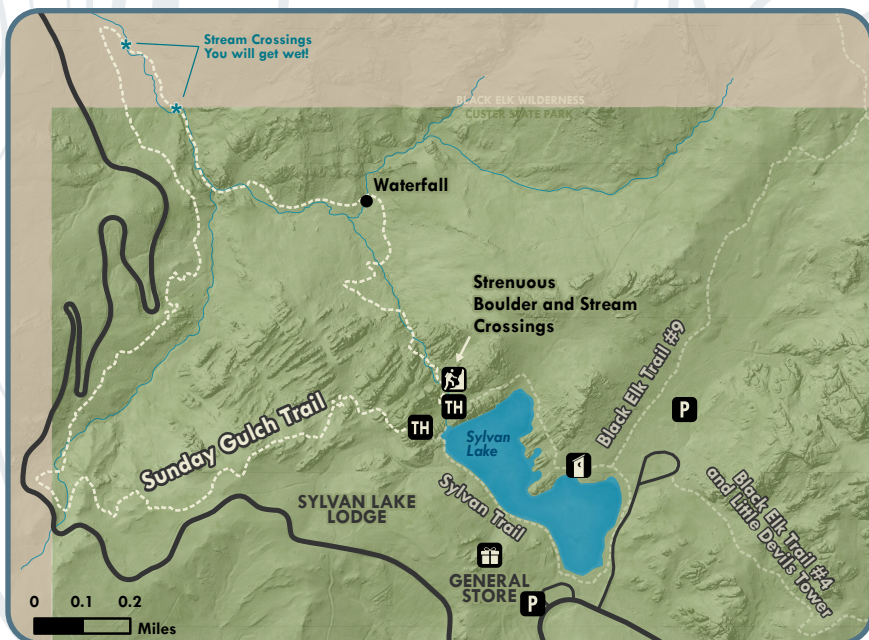 Stream Crossings
You will get wet!
BLACK ELK WILDERNESS
CUSTER STATE PARK
Waterfall
Strenuous
Boulder and Stream
Crossings
TH
TH
Sylvan
Lake
Black Elk Trail #9
P
Sunday Gulch Trail
Sylvan Trail
SYLVAN LAKE
LODGE
Black Elk Trail #4
and Little Devils Tower
GENERAL
STORE
P
0 0.1 0.2
Miles